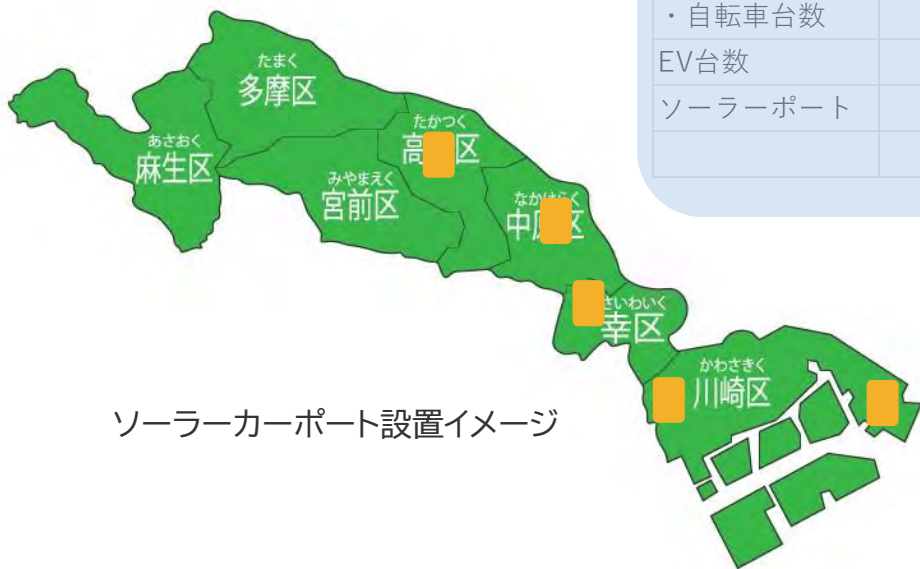 ・自転車台数
EV台数
ソーラーポート
たまく
多摩区
たかつく
高 区
あさおく
麻生区
みやまえく
宮前区
なかはらく
中原区
さいわいく
幸区
かわさきく
川崎区
ソーラーカーポート設置イメージ